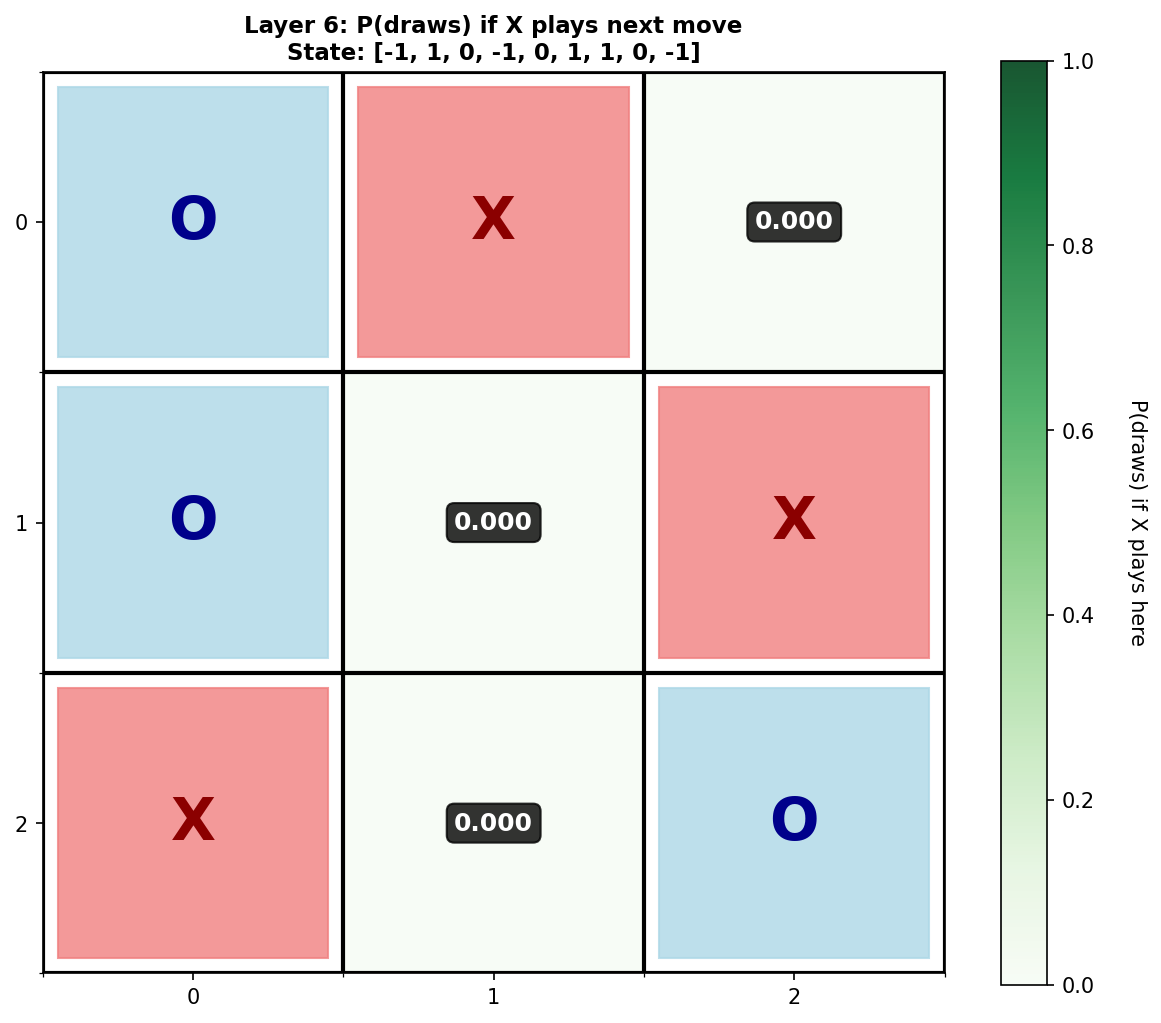 Layer 6: P(draws) if X plays next move
State: [-1, 1, 0, -1, 0, 1, 1, 0, -1]
O X 0.000
O 0.000 X
X 0.000 O
0
1
2
0 1 2
1.0
0.8
0.6
0.4
0.2
0.0
P(draws) if X plays here